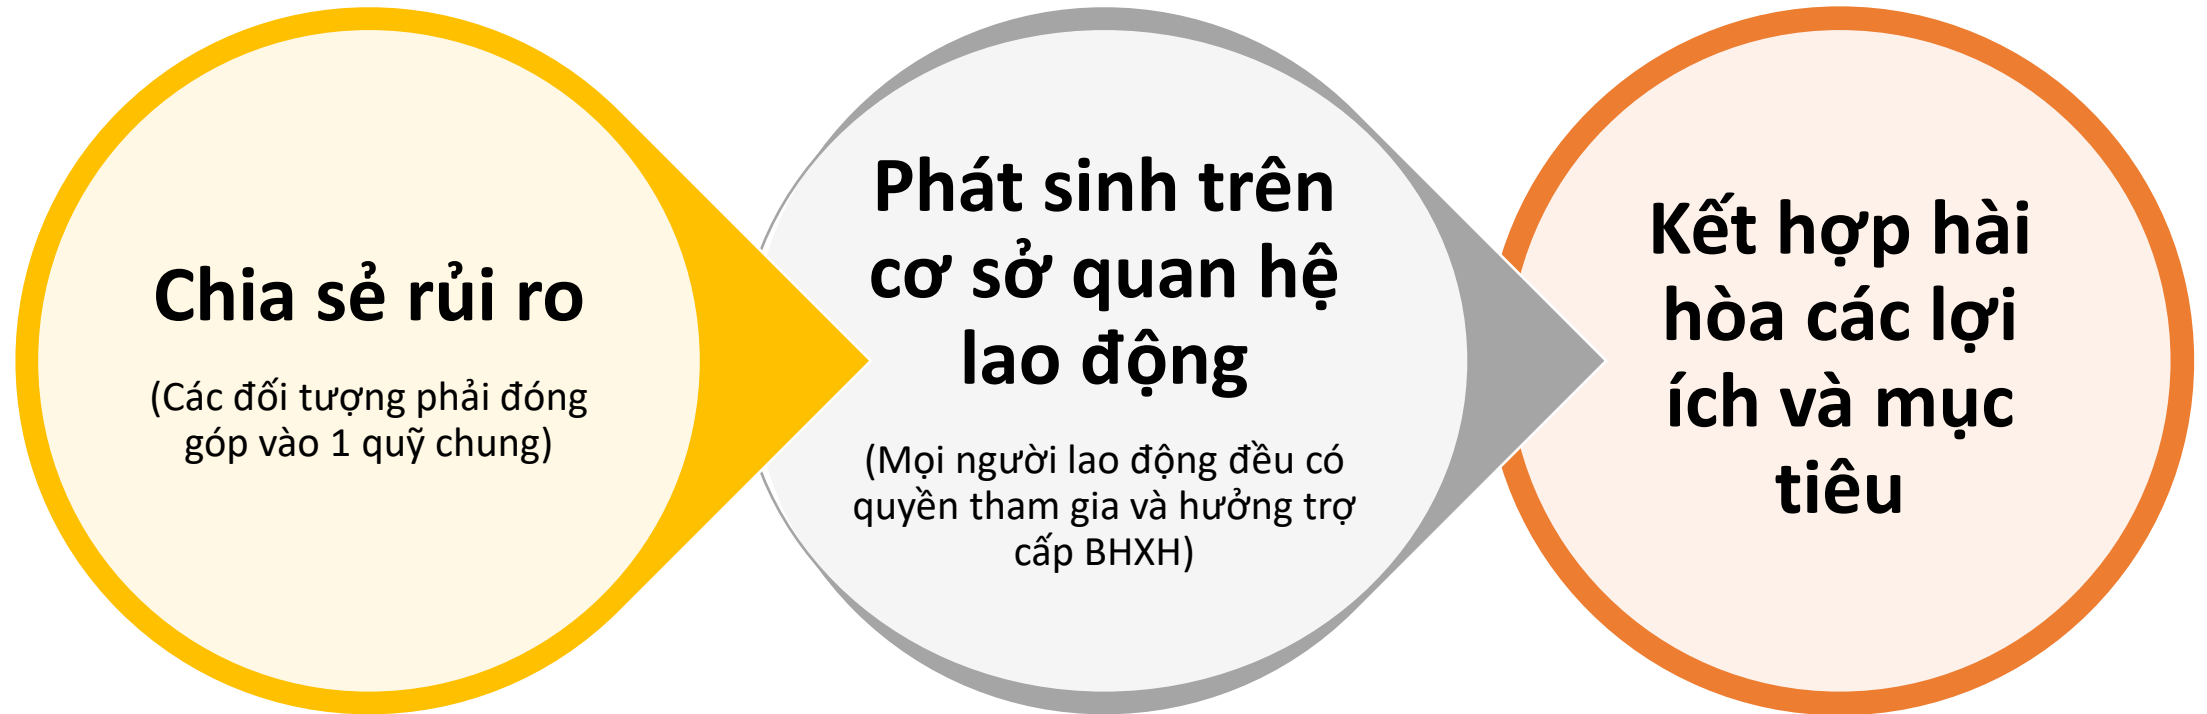 Chia sẻ rủi ro
(Các đối tượng phải đóng
góp vào 1 quỹ chung)
Phát sinh trên
cơ sở quan hệ
lao động
(Mọi người lao động đều có
quyền tham gia và hưởng trợ
cấp BHXH)
Kết hợp hài
hòa các lợi
ích và mục
tiêu